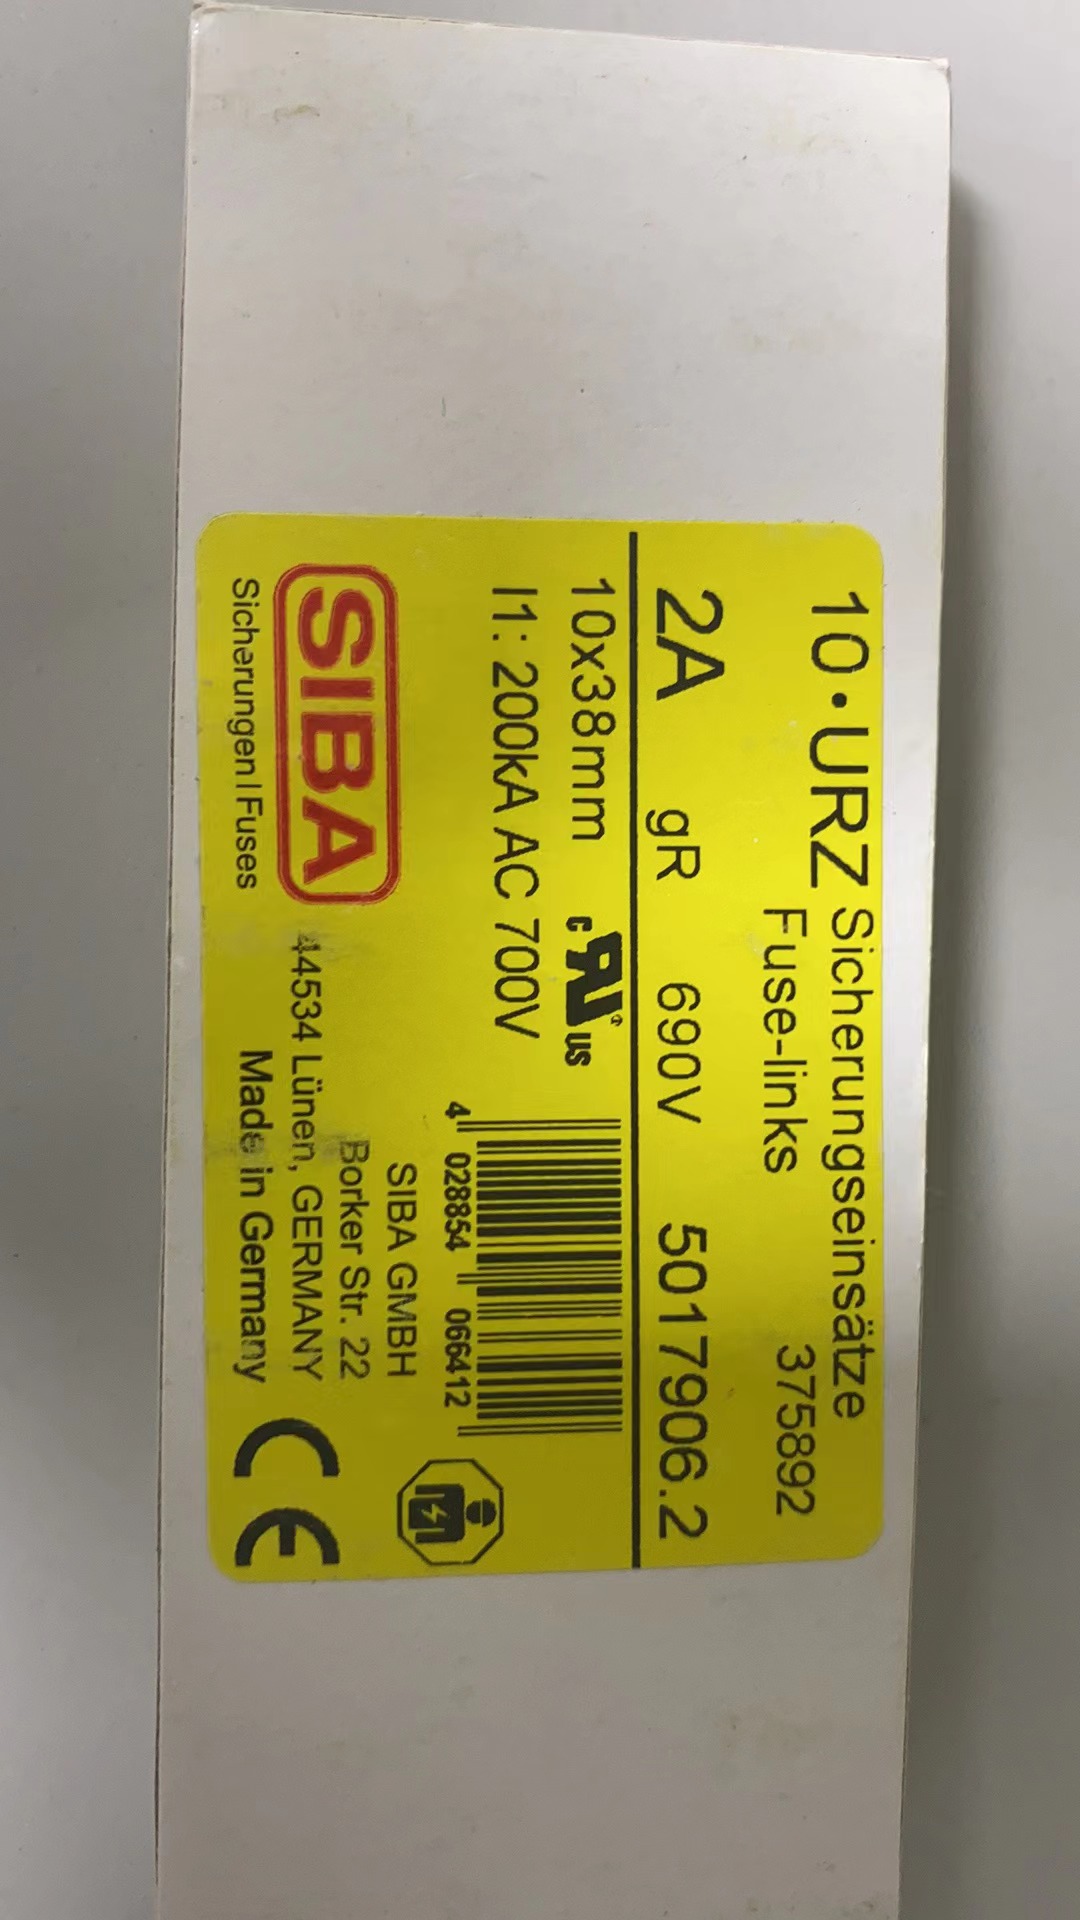 10·URZ Sicherungseinsätze
Fuse-links 375892
2A gR 690V 5017906.2
10x38mm c RU® US
I1: 200kA AC 700V
4 028854 066412
SIBA
Sicherungen | Fuses
SIBA GMBH
Borker Str. 22
44534 Lünen, GERMANY
Made in Germany
CE